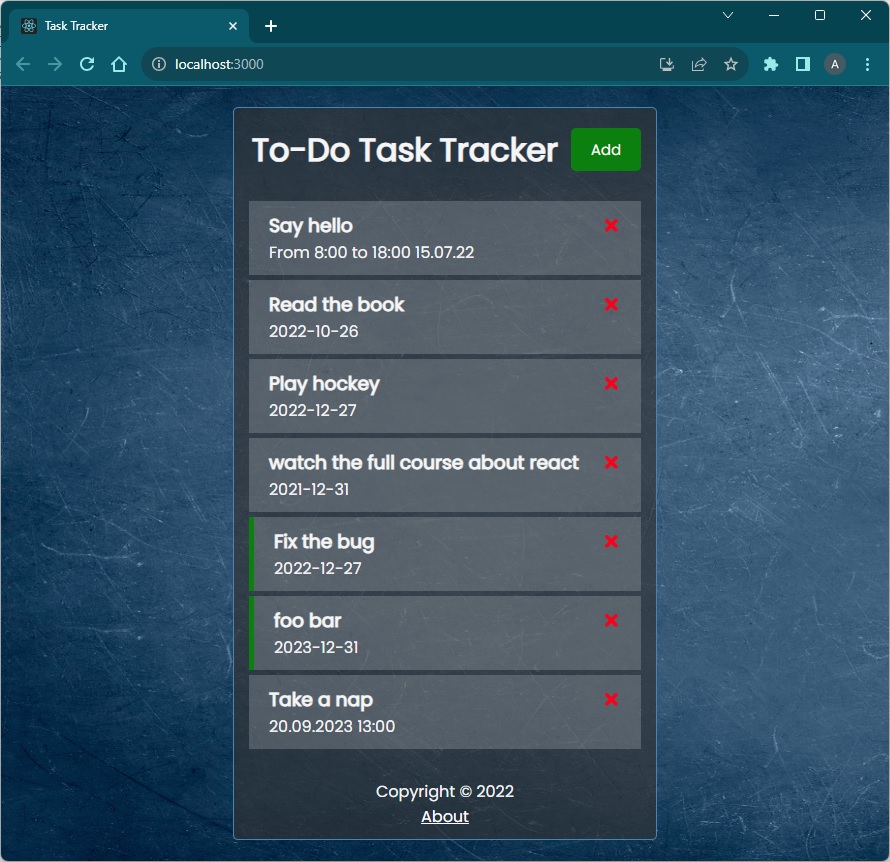 Task Tracker
localhost:3000
A
To-Do Task Tracker
Add
Say hello
From 8:00 to 18:00 15.07.22
Read the book
2022-10-26
Play hockey
2022-12-27
watch the full course about react
2021-12-31
Fix the bug
2022-12-27
foo bar
2023-12-31
Take a nap
20.09.2023 13:00
Copyright © 2022
About